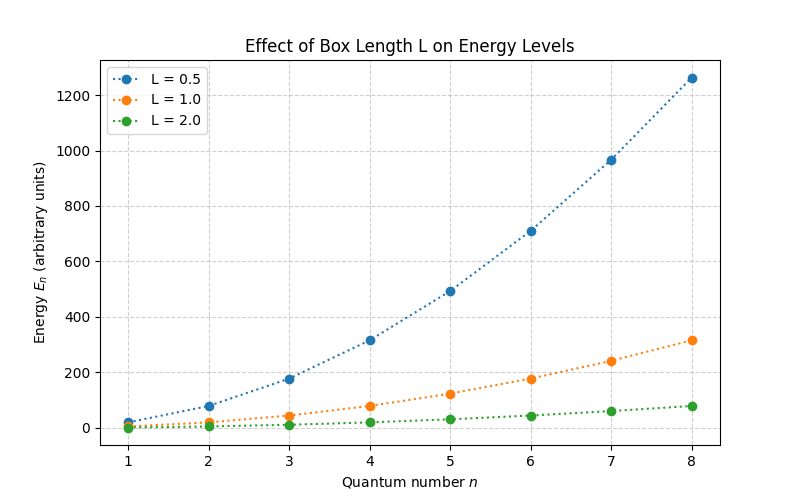 Effect of Box Length L on Energy Levels
L = 0.5
L = 1.0
L = 2.0
Energy Eₙ (arbitrary units)
1200
1000
800
600
400
200
0
1 2 3 4 5 6 7 8
Quantum number n